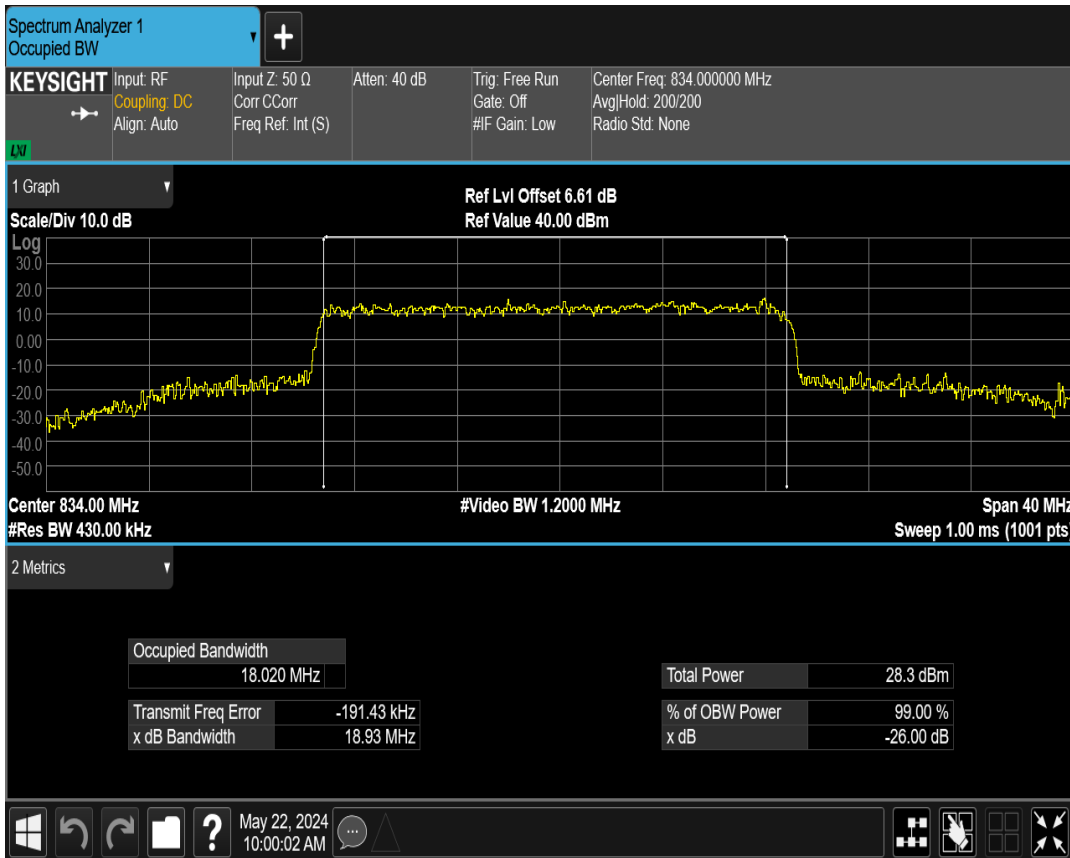 Spectrum Analyzer 1
Occupied BW
+
KEYSIGHT
Input: RF
Coupling: DC
Align: Auto
Input Z: 50 Ω
Corr CCorr
Freq Ref: Int (S)
Atten: 40 dB
Trig: Free Run
Gate: Off
#IF Gain: Low
Center Freq: 834.000000 MHz
Avg|Hold: 200/200
Radio Std: None
LXI
1 Graph
Scale/Div 10.0 dB
Ref Lvl Offset 6.61 dB
Ref Value 40.00 dBm
Log
30.0
20.0
10.0
0.00
-10.0
-20.0
-30.0
-40.0
-50.0
Center 834.00 MHz
#Video BW 1.2000 MHz
Span 40 MHz
#Res BW 430.00 kHz
Sweep 1.00 ms (1001 pts)
2 Metrics
Occupied Bandwidth
18.020 MHz
Total Power 28.3 dBm
Transmit Freq Error -191.43 kHz
% of OBW Power 99.00 %
x dB Bandwidth 18.93 MHz
x dB -26.00 dB
?
May 22, 2024
10:00:02 AM